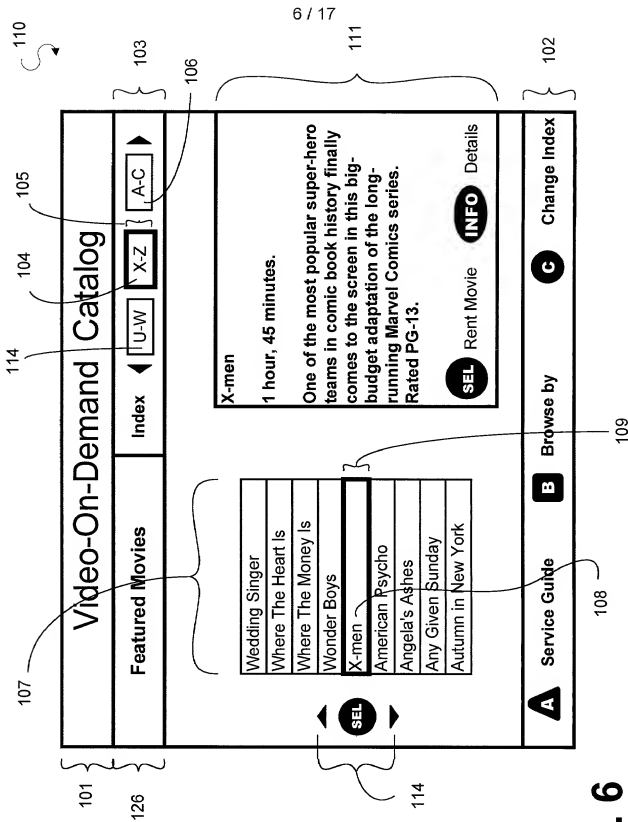 6 / 17
110
Video-On-Demand Catalog
Featured Movies
Index
U-W
X-Z
A-C
114
104
105
106
103
107
101
126
Wedding Singer
Where The Heart Is
Where The Money Is
Wonder Boys
X-men
American Psycho
Angela's Ashes
Any Given Sunday
Autumn in New York
SEL
114
108
109
X-men
1 hour, 45 minutes.
One of the most popular super-hero
teams in comic book history finally
comes to the screen in this big-
budget adaptation of the long-
running Marvel Comics series.
Rated PG-13.
SEL Rent Movie INFO Details
111
A Service Guide B Browse by C Change Index
102
. 6